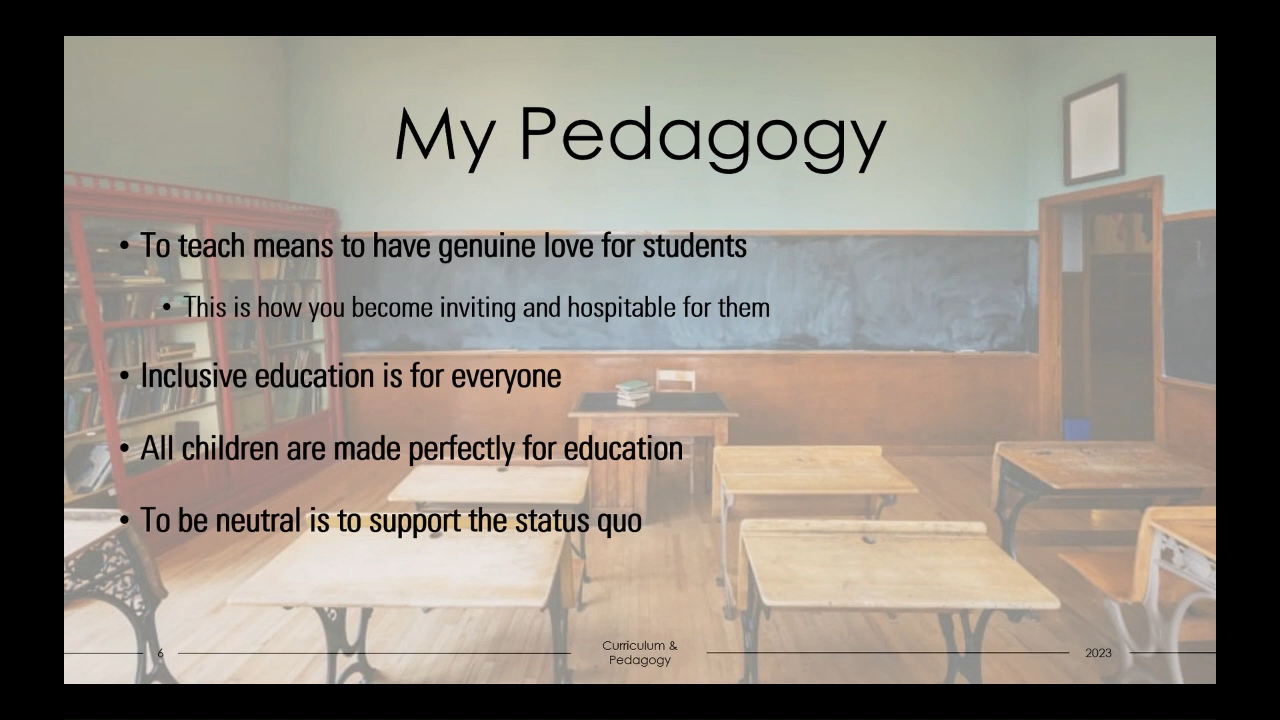 My Pedagogy
• To teach means to have genuine love for students
• This is how you become inviting and hospitable for them
• Inclusive education is for everyone
• All children are made perfectly for education
• To be neutral is to support the status quo
6
Curriculum &
Pedagogy
2023